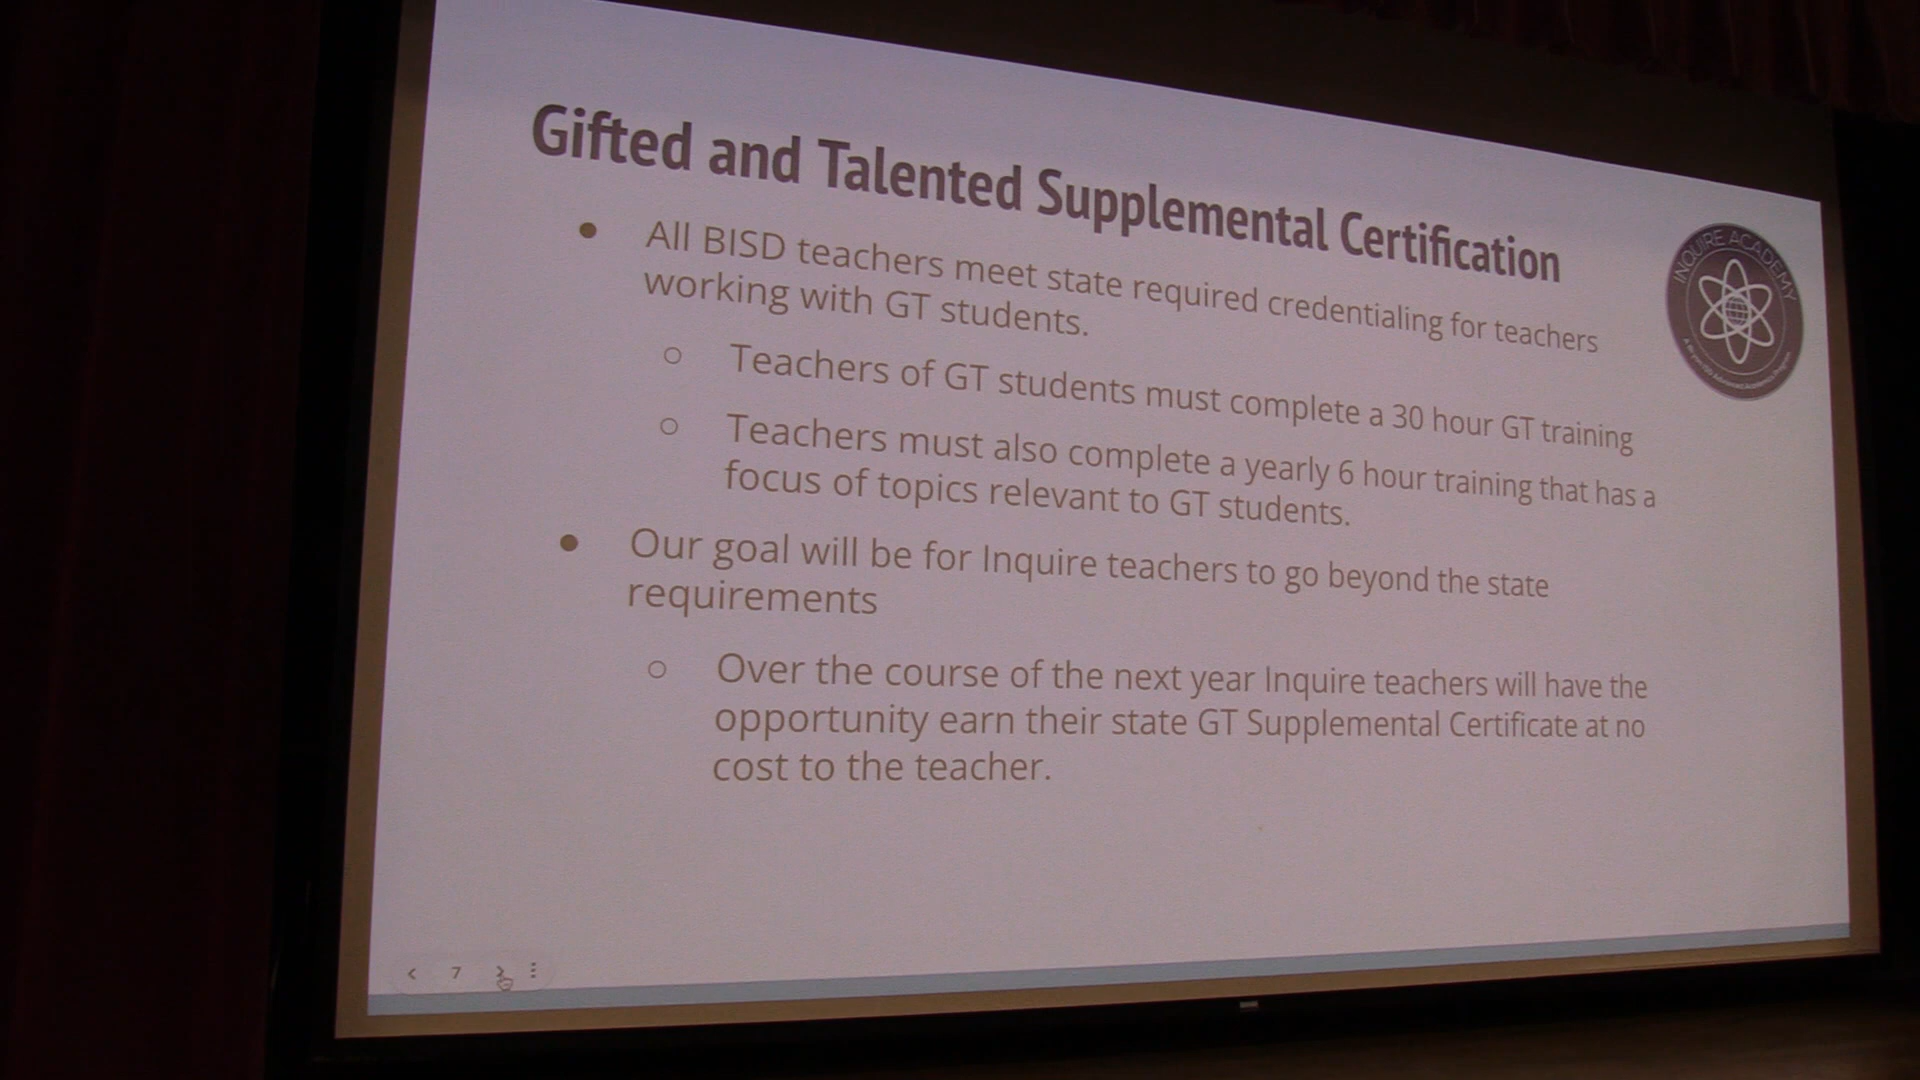 Gifted and Talented Supplemental Certification
● All BISD teachers meet state required credentialing for teachers
working with GT students.
○ Teachers of GT students must complete a 30 hour GT training
○ Teachers must also complete a yearly 6 hour training that has a
focus of topics relevant to GT students.
● Our goal will be for Inquire teachers to go beyond the state
requirements
○ Over the course of the next year Inquire teachers will have the
opportunity earn their state GT Supplemental Certificate at no
cost to the teacher.
INQUIRE ACADEMY
7